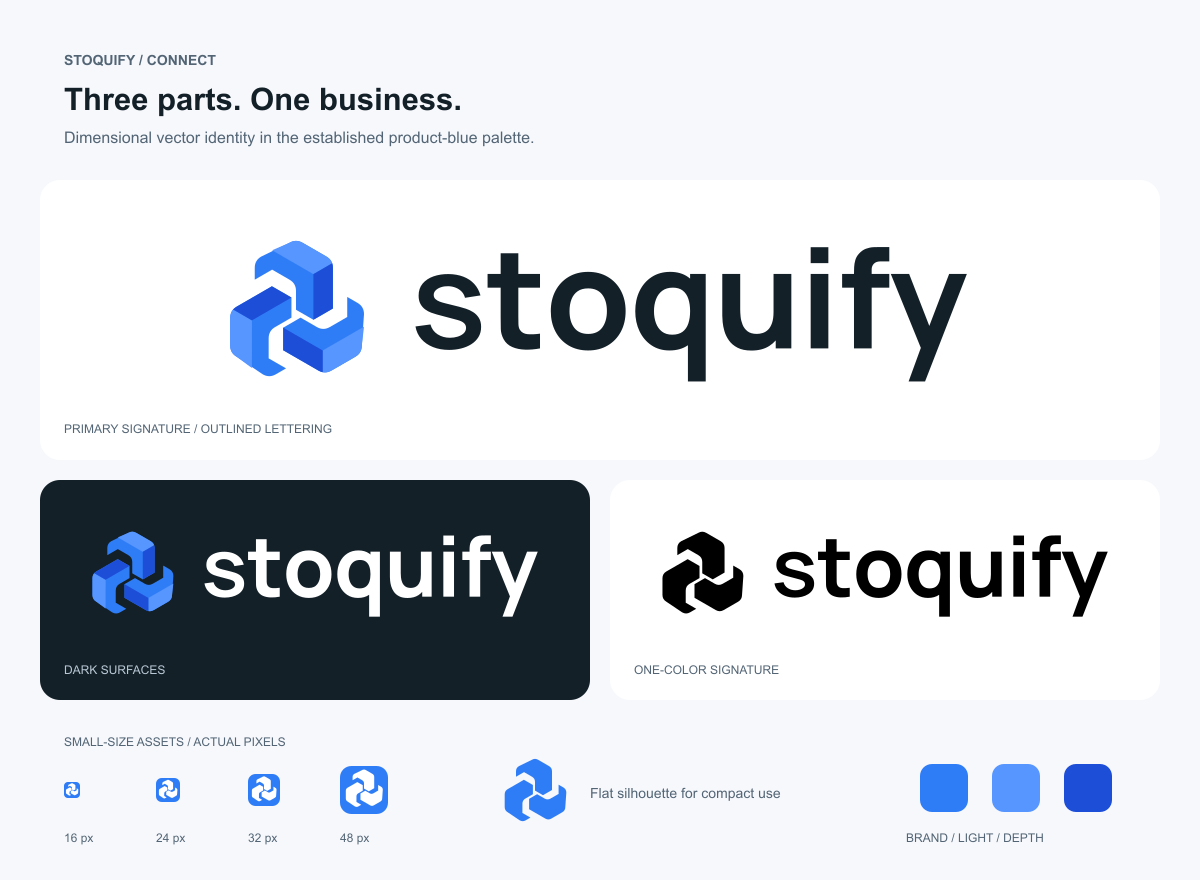 STOQUIFY / CONNECT
Three parts. One business.
Dimensional vector identity in the established product-blue palette.
stoquify
PRIMARY SIGNATURE / OUTLINED LETTERING
stoquify
DARK SURFACES
stoquify
ONE-COLOR SIGNATURE
SMALL-SIZE ASSETS / ACTUAL PIXELS
16 px
24 px
32 px
48 px
Flat silhouette for compact use
BRAND / LIGHT / DEPTH